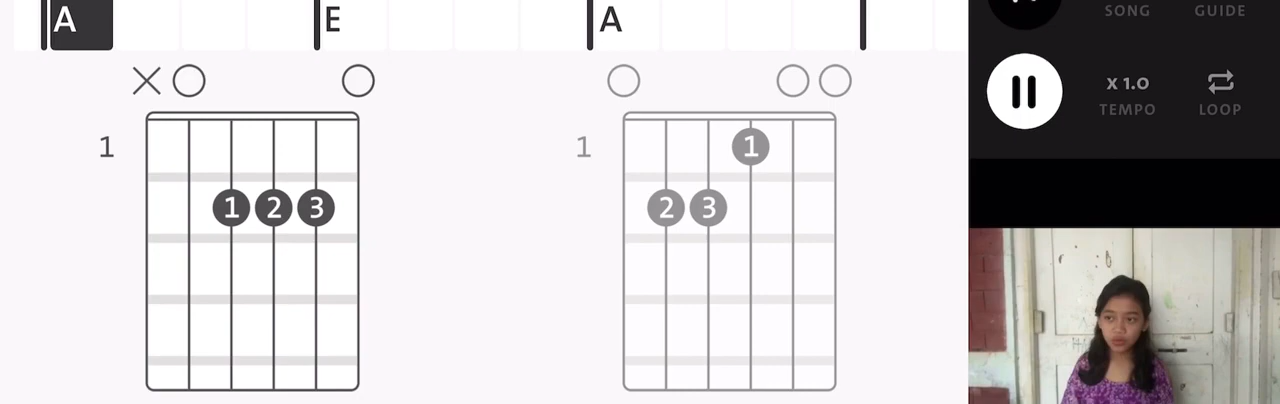 A E A
SONG GUIDE
X 1.0
TEMPO LOOP
1 1 1
1 2 3 2 3